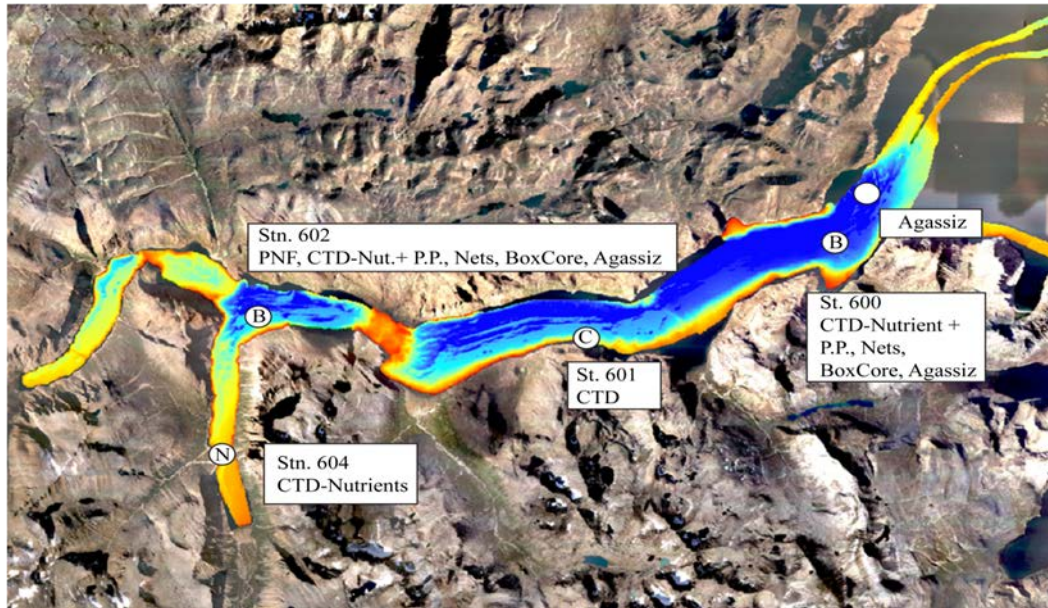 Stn. 602
PNF, CTD-Nut.+ P.P., Nets, BoxCore, Agassiz
Agassiz
B
B
St. 600
CTD-Nutrient +
P.P., Nets,
BoxCore, Agassiz
C
St. 601
CTD
N
Stn. 604
CTD-Nutrients